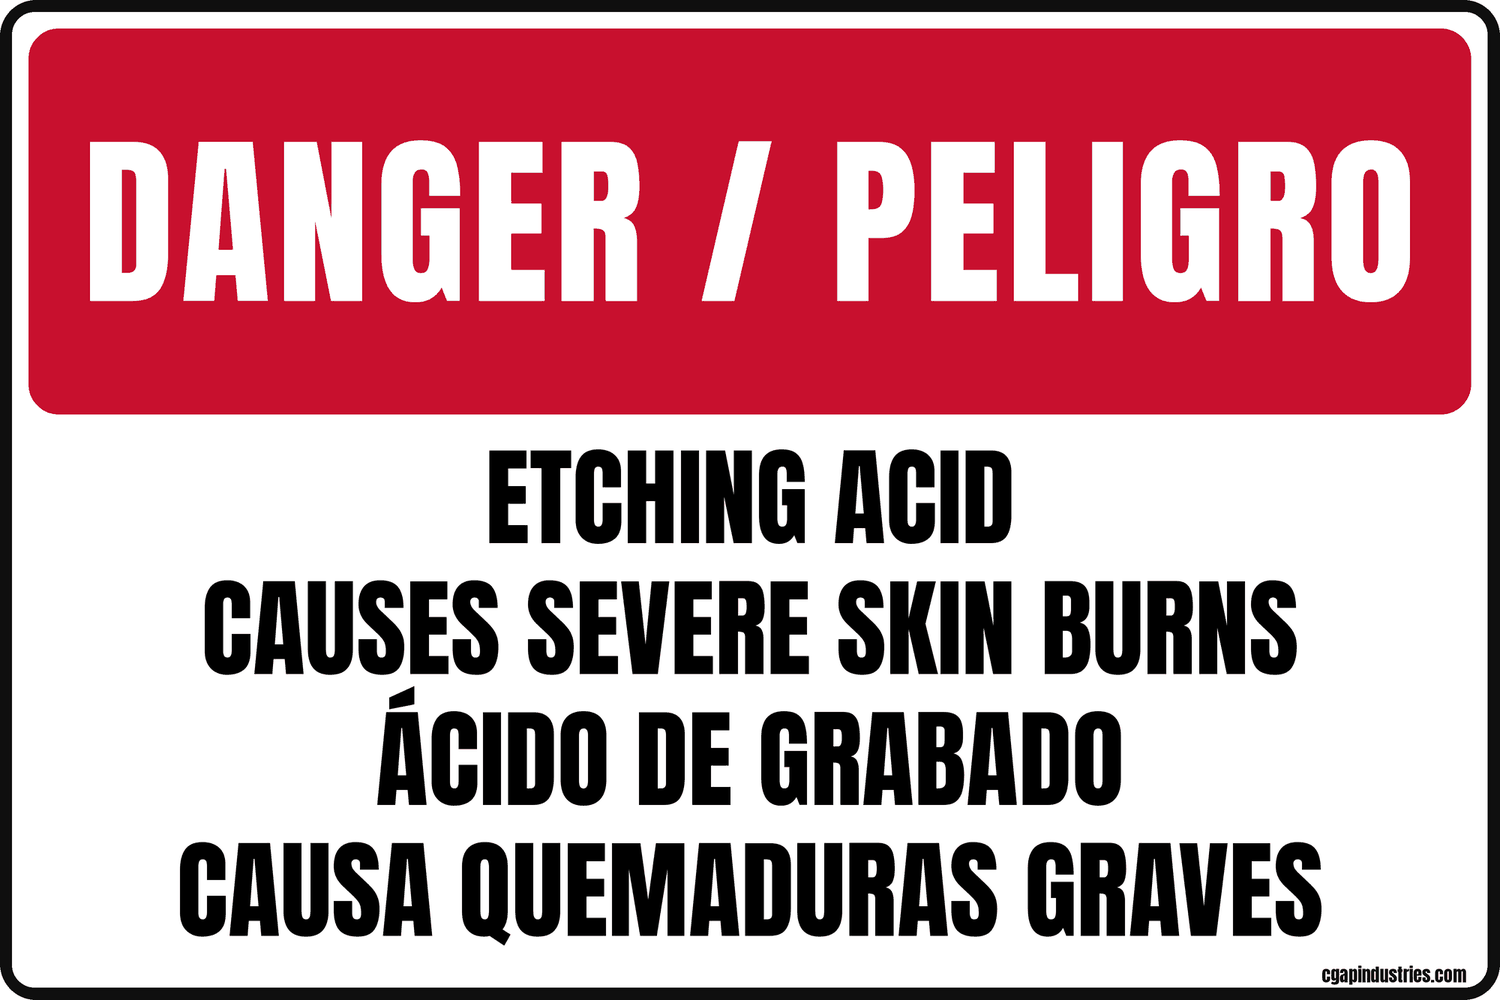 DANGER / PELIGRO
ETCHING ACID
CAUSES SEVERE SKIN BURNS
ÁCIDO DE GRABADO
CAUSA QUEMADURAS GRAVES
cgapindustries.com